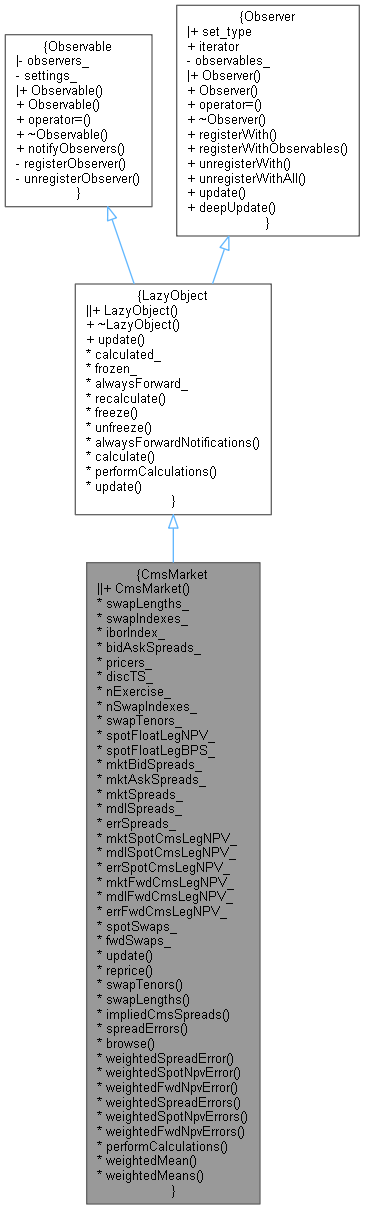 {Observable
|- observers_
- settings_
|+ Observable()
+ Observable()
+ operator=()
+ ~Observable()
+ notifyObservers()
- registerObserver()
- unregisterObserver()
}
{Observer
|+ set_type
+ iterator
- observables_
|+ Observer()
+ Observer()
+ operator=()
+ ~Observer()
+ registerWith()
+ registerWithObservables()
+ unregisterWith()
+ unregisterWithAll()
+ update()
+ deepUpdate()
}
{LazyObject
||+ LazyObject()
+ ~LazyObject()
+ update()
* calculated_
* frozen_
* alwaysForward_
* recalculate()
* freeze()
* unfreeze()
* alwaysForwardNotifications()
* calculate()
* performCalculations()
* update()
}
{CmsMarket
||+ CmsMarket()
* swapLengths_
* swapIndexes_
* iborIndex_
* bidAskSpreads_
* pricers_
* discTS_
* nExercise_
* nSwapIndexes_
* swapTenors_
* spotFloatLegNPV_
* spotFloatLegBPS_
* mktBidSpreads_
* mktAskSpreads_
* mktSpreads_
* mdlSpreads_
* errSpreads_
* mktSpotCmsLegNPV_
* mdlSpotCmsLegNPV_
* errSpotCmsLegNPV_
* mktFwdCmsLegNPV_
* mdlFwdCmsLegNPV_
* errFwdCmsLegNPV_
* spotSwaps_
* fwdSwaps_
* update()
* reprice()
* swapTenors()
* swapLengths()
* impliedCmsSpreads()
* spreadErrors()
* browse()
* weightedSpreadError()
* weightedSpotNpvError()
* weightedFwdNpvError()
* weightedSpreadErrors()
* weightedSpotNpvErrors()
* weightedFwdNpvErrors()
* performCalculations()
* weightedMean()
* weightedMeans()
}